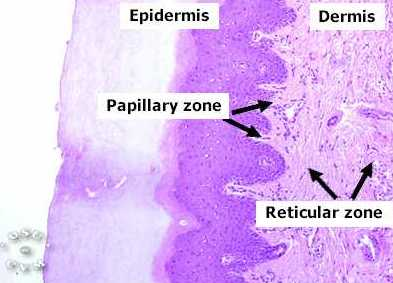 Epidermis
Dermis
Papillary zone
Reticular zone